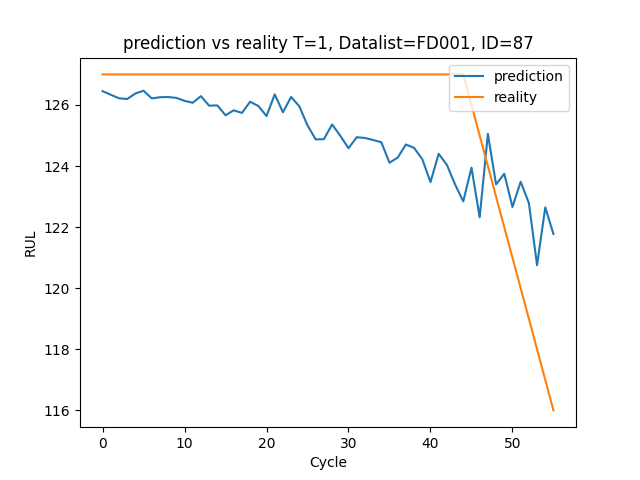 prediction vs reality T=1, Datalist=FD001, ID=87
prediction
reality
126
124
122
120
118
116
RUL
0 10 20 30 40 50
Cycle